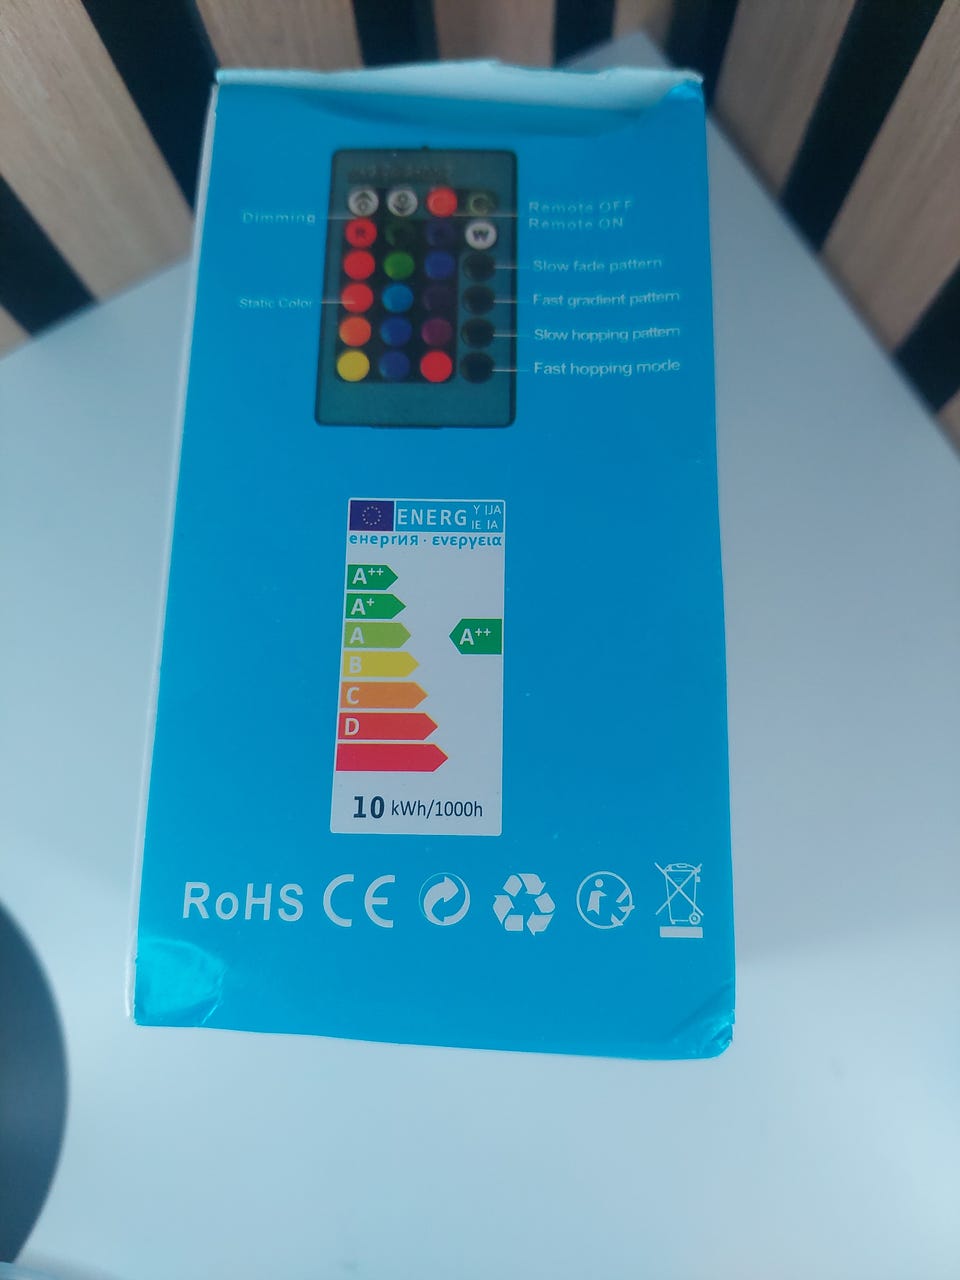 Dimming
Remote OFF
Remote ON
R
W
Slow fade pattern
Static Color
Fast gradient pattern
Slow hopping pattern
Fast hopping mode
ENERG Y IJA
IE IA
енергия · ενεργεια
A++
A+
A
A++
B
C
D
10 kWh/1000h
RoHS CE